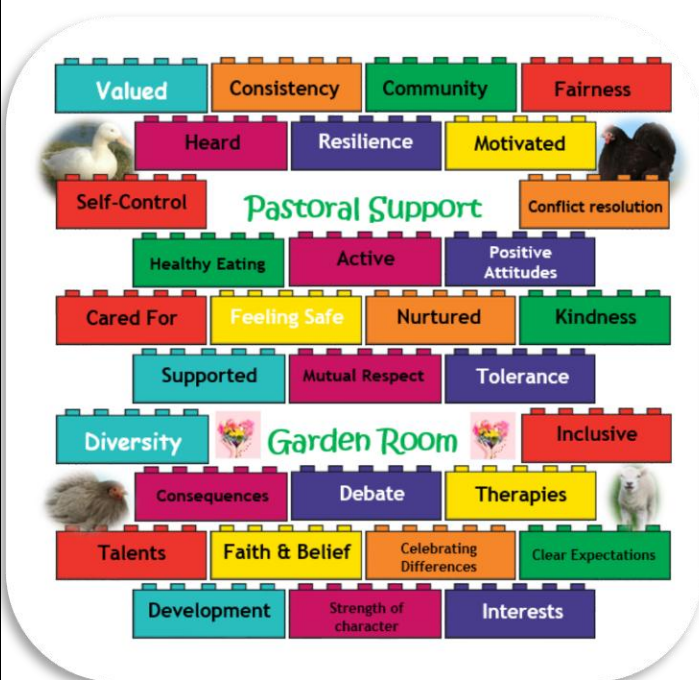 Valued Consistency Community Fairness
Heard Resilience Motivated
Self-Control Pastoral Support Conflict resolution
Healthy Eating Active Positive
Attitudes
Cared For Feeling Safe Nurtured Kindness
Supported Mutual Respect Tolerance
Diversity Garden Room Inclusive
Consequences Debate Therapies
Talents Faith & Belief Celebrating
Differences Clear Expectations
Development Strength of
character Interests